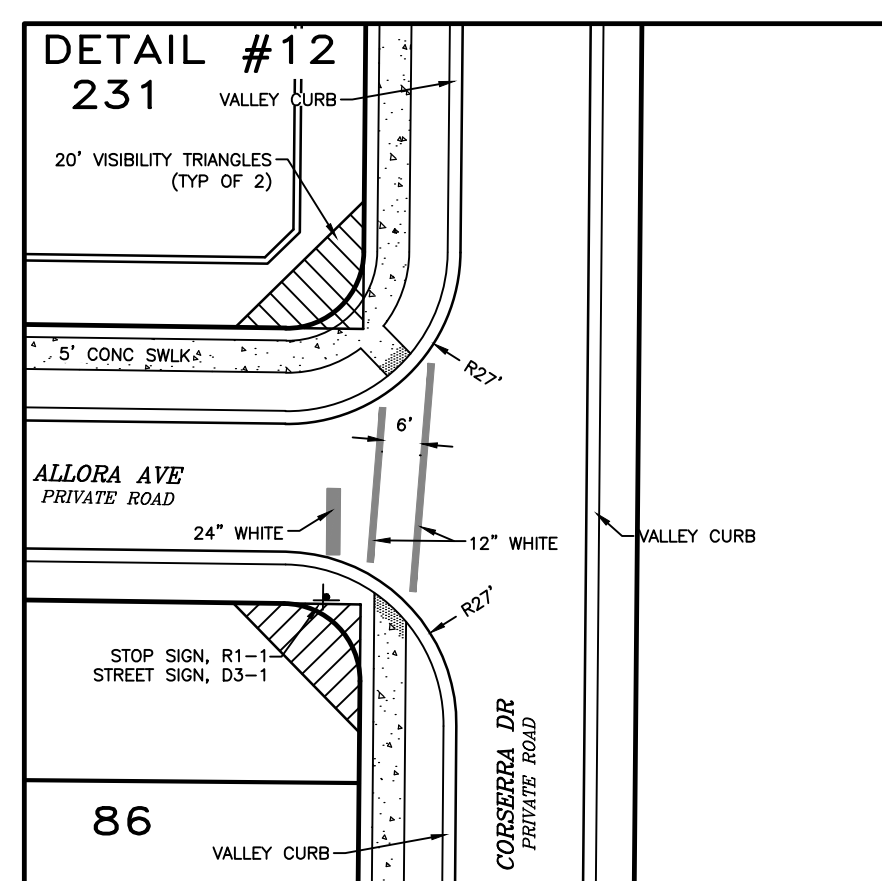 DETAIL #12
231
VALLEY CURB
20' VISIBILITY TRIANGLES
(TYP OF 2)
5' CONC SWLK
R27'
6'
ALLORA AVE
PRIVATE ROAD
24" WHITE
12" WHITE
VALLEY CURB
R27'
STOP SIGN, R1-1
STREET SIGN, D3-1
CORSERRA DR
PRIVATE ROAD
86
VALLEY CURB